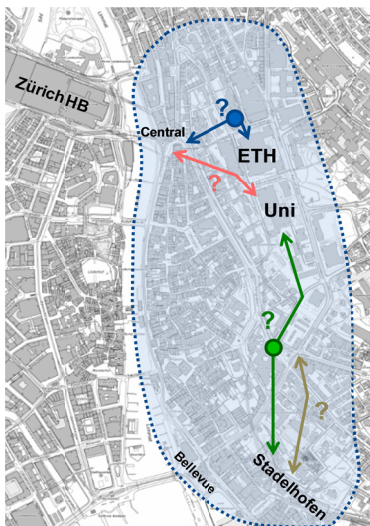 Zürich HB
?
Central
ETH
?
Uni
?
?
Stadelhofen
Bellevue